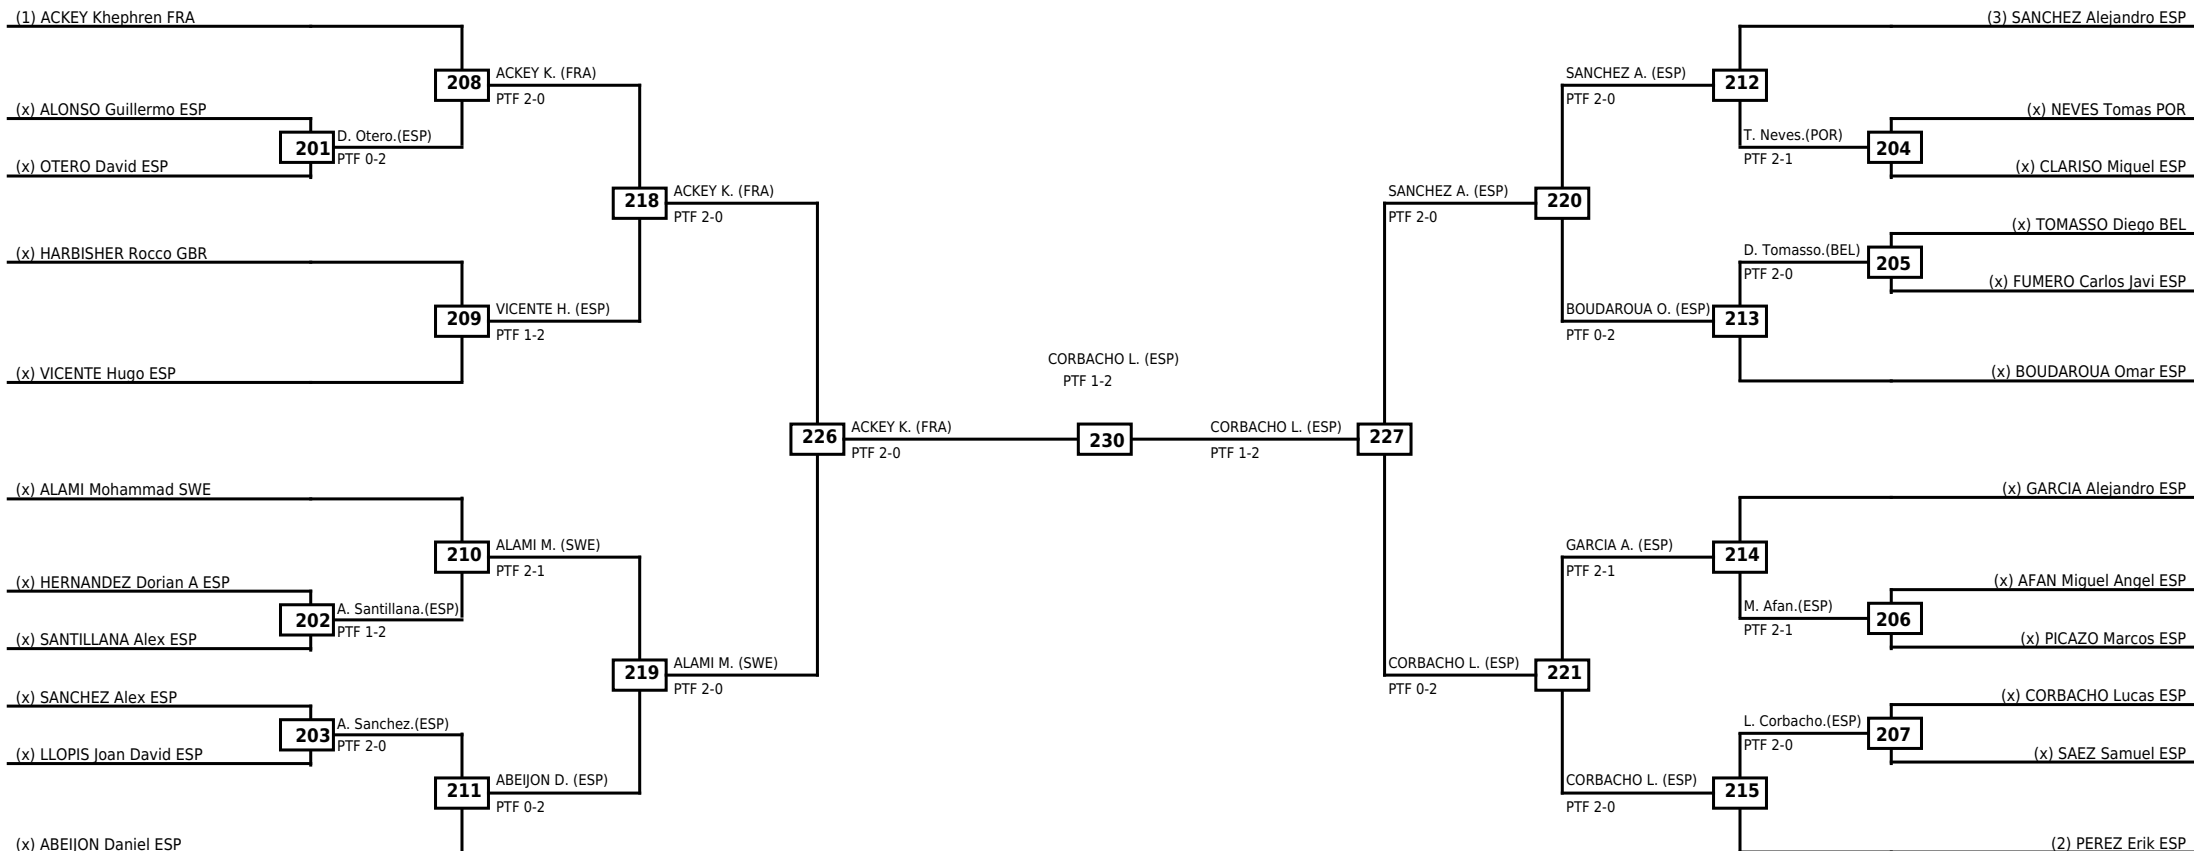 (1) ACKEY Khephren FRA
208
ACKEY K. (FRA)
PTF 2-0
(x) ALONSO Guillermo ESP
201
D. Otero.(ESP)
PTF 0-2
(x) OTERO David ESP
218
ACKEY K. (FRA)
PTF 2-0
(x) HARBISHER Rocco GBR
209
VICENTE H. (ESP)
PTF 1-2
(x) VICENTE Hugo ESP
226
ACKEY K. (FRA)
PTF 2-0
(x) ALAMI Mohammad SWE
210
ALAMI M. (SWE)
PTF 2-1
(x) HERNANDEZ Dorian A ESP
202
A. Santillana.(ESP)
PTF 1-2
(x) SANTILLANA Alex ESP
219
ALAMI M. (SWE)
PTF 2-0
(x) SANCHEZ Alex ESP
203
A. Sanchez.(ESP)
PTF 2-0
(x) LLOPIS Joan David ESP
211
ABEIJON D. (ESP)
PTF 0-2
(x) ABEIJON Daniel ESP
CORBACHO L. (ESP)
PTF 1-2
230
(3) SANCHEZ Alejandro ESP
SANCHEZ A. (ESP)
PTF 2-0
212
(x) NEVES Tomas POR
T. Neves.(POR)
PTF 2-1
204
(x) CLARISO Miquel ESP
SANCHEZ A. (ESP)
PTF 2-0
220
(x) TOMASSO Diego BEL
D. Tomasso.(BEL)
PTF 2-0
205
(x) FUMERO Carlos Javi ESP
BOUDAROUA O. (ESP)
PTF 0-2
213
(x) BOUDAROUA Omar ESP
CORBACHO L. (ESP)
PTF 1-2
227
(x) GARCIA Alejandro ESP
GARCIA A. (ESP)
PTF 2-1
214
(x) AFAN Miguel Angel ESP
M. Afan.(ESP)
PTF 2-1
206
(x) PICAZO Marcos ESP
CORBACHO L. (ESP)
PTF 0-2
221
(x) CORBACHO Lucas ESP
L. Corbacho.(ESP)
PTF 2-0
207
(x) SAEZ Samuel ESP
CORBACHO L. (ESP)
PTF 2-0
215
(2) PEREZ Erik ESP